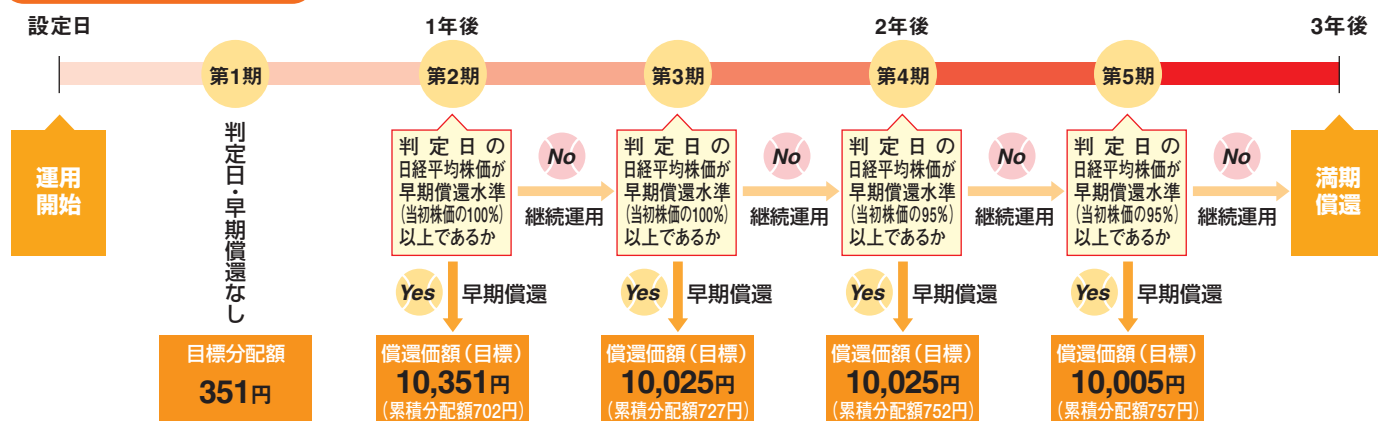 設定日
1年後
2年後
3年後
第1期
第2期
第3期
第4期
第5期
運用
開始
判定日・早期償還なし
判定日の
日経平均株価が
早期償還水準
(当初株価の100%)
以上であるか
No
継続運用
判定日の
日経平均株価が
早期償還水準
(当初株価の100%)
以上であるか
No
継続運用
判定日の
日経平均株価が
早期償還水準
(当初株価の95%)
以上であるか
No
継続運用
判定日の
日経平均株価が
早期償還水準
(当初株価の95%)
以上であるか
No
継続運用
満期
償還
Yes 早期償還
Yes 早期償還
Yes 早期償還
Yes 早期償還
目標分配額
351円
償還価額(目標)
10,351円
(累積分配額702円)
償還価額(目標)
10,025円
(累積分配額727円)
償還価額(目標)
10,025円
(累積分配額752円)
償還価額(目標)
10,005円
(累積分配額757円)